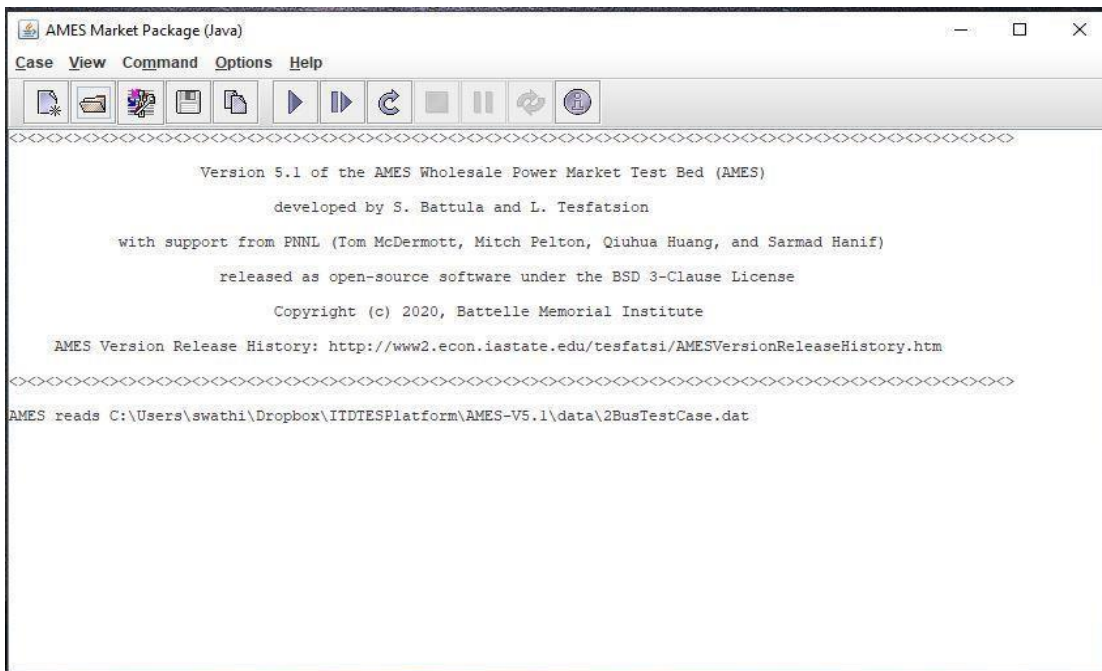 AMES Market Package (Java)
Case View Command Options Help
<><><><><><><><><><><><><><><><><><><><><><><><><><><><><><><><><><><><><><><><><><><><><><><><><><><><><><><>
Version 5.1 of the AMES Wholesale Power Market Test Bed (AMES)
developed by S. Battula and L. Tesfatsion
with support from PNNL (Tom McDermott, Mitch Pelton, Qiuhua Huang, and Sarmad Hanif)
released as open-source software under the BSD 3-Clause License
Copyright (c) 2020, Battelle Memorial Institute
AMES Version Release History: http://www2.econ.iastate.edu/tesfatsi/AMESVersionReleaseHistory.htm
<><><><><><><><><><><><><><><><><><><><><><><><><><><><><><><><><><><><><><><><><><><><><><><><><><><><><><><>
AMES reads C:\Users\swathi\Dropbox\ITDTESPlatform\AMES-V5.1\data\2BusTestCase.dat